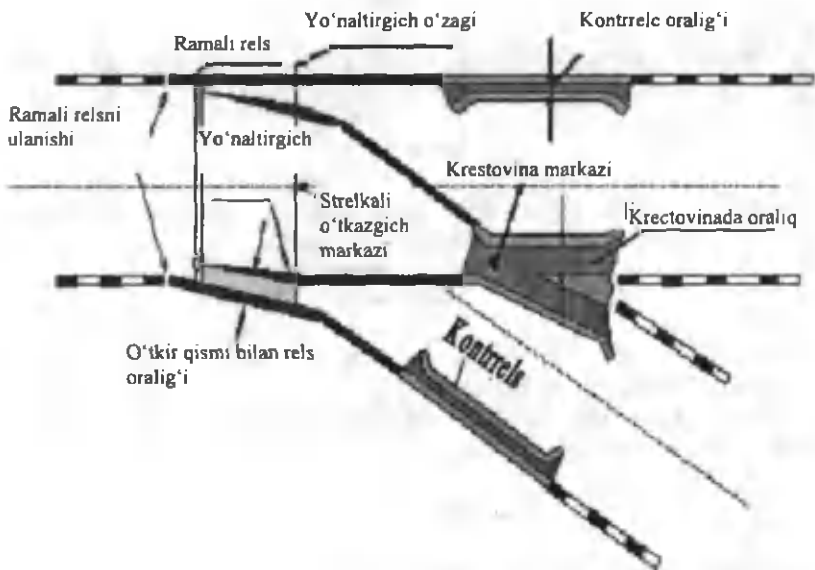 Yo‘naltirgich o‘zagi
Kontrrelc oralig‘i
Ramali rels
Ramali relsni
ulanishi
Yo‘naltirgich
Krestovina markazi
Strelkali
o‘tkazgich
markazi
Krectovinada oraliq
O‘tkir qismi bilan rels
oralig‘i
Kontrrels